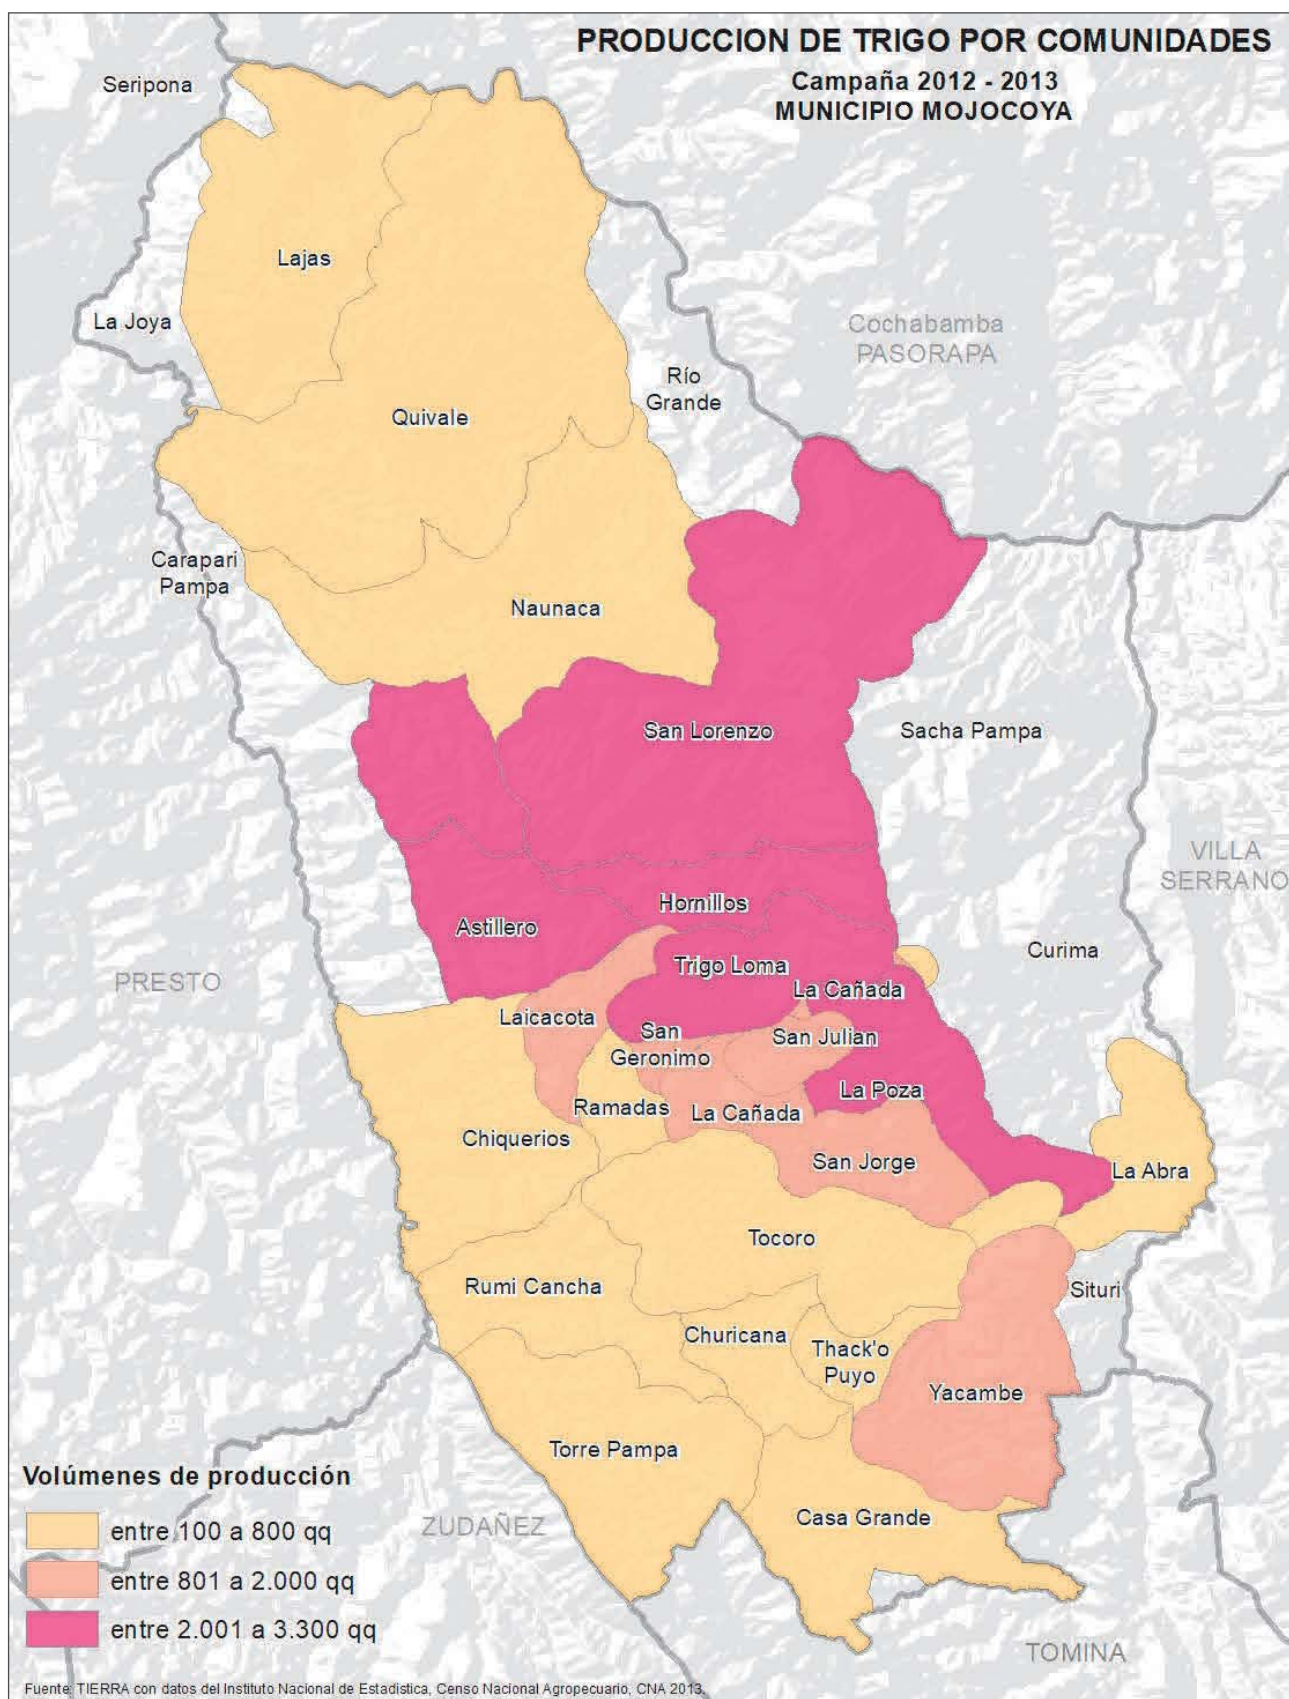 PRODUCCION DE TRIGO POR COMUNIDADES
Campaña 2012 - 2013
MUNICIPIO MOJOCOYA
Seripona
Lajas
La Joya
Cochabamba
PASORAPA
Río
Grande
Quivale
Carapari
Pampa
Naunaca
San Lorenzo
Sacha Pampa
VILLA
SERRANO
Hornillos
Astillero
Curima
Trigo Loma
PRESTO
La Cañada
Laicacota
San
Geronimo
San Julian
La Poza
Ramadas
La Cañada
Chiquerios
San Jorge
La Abra
Tocoro
Rumi Cancha
Situri
Churicana
Thack'o
Puyo
Yacambe
Torre Pampa
Casa Grande
ZUDAÑEZ
TOMINA
Volúmenes de producción
entre 100 a 800 qq
entre 801 a 2.000 qq
entre 2.001 a 3.300 qq
Fuente: TIERRA con datos del Instituto Nacional de Estadística, Censo Nacional Agropecuario, CNA 2013.